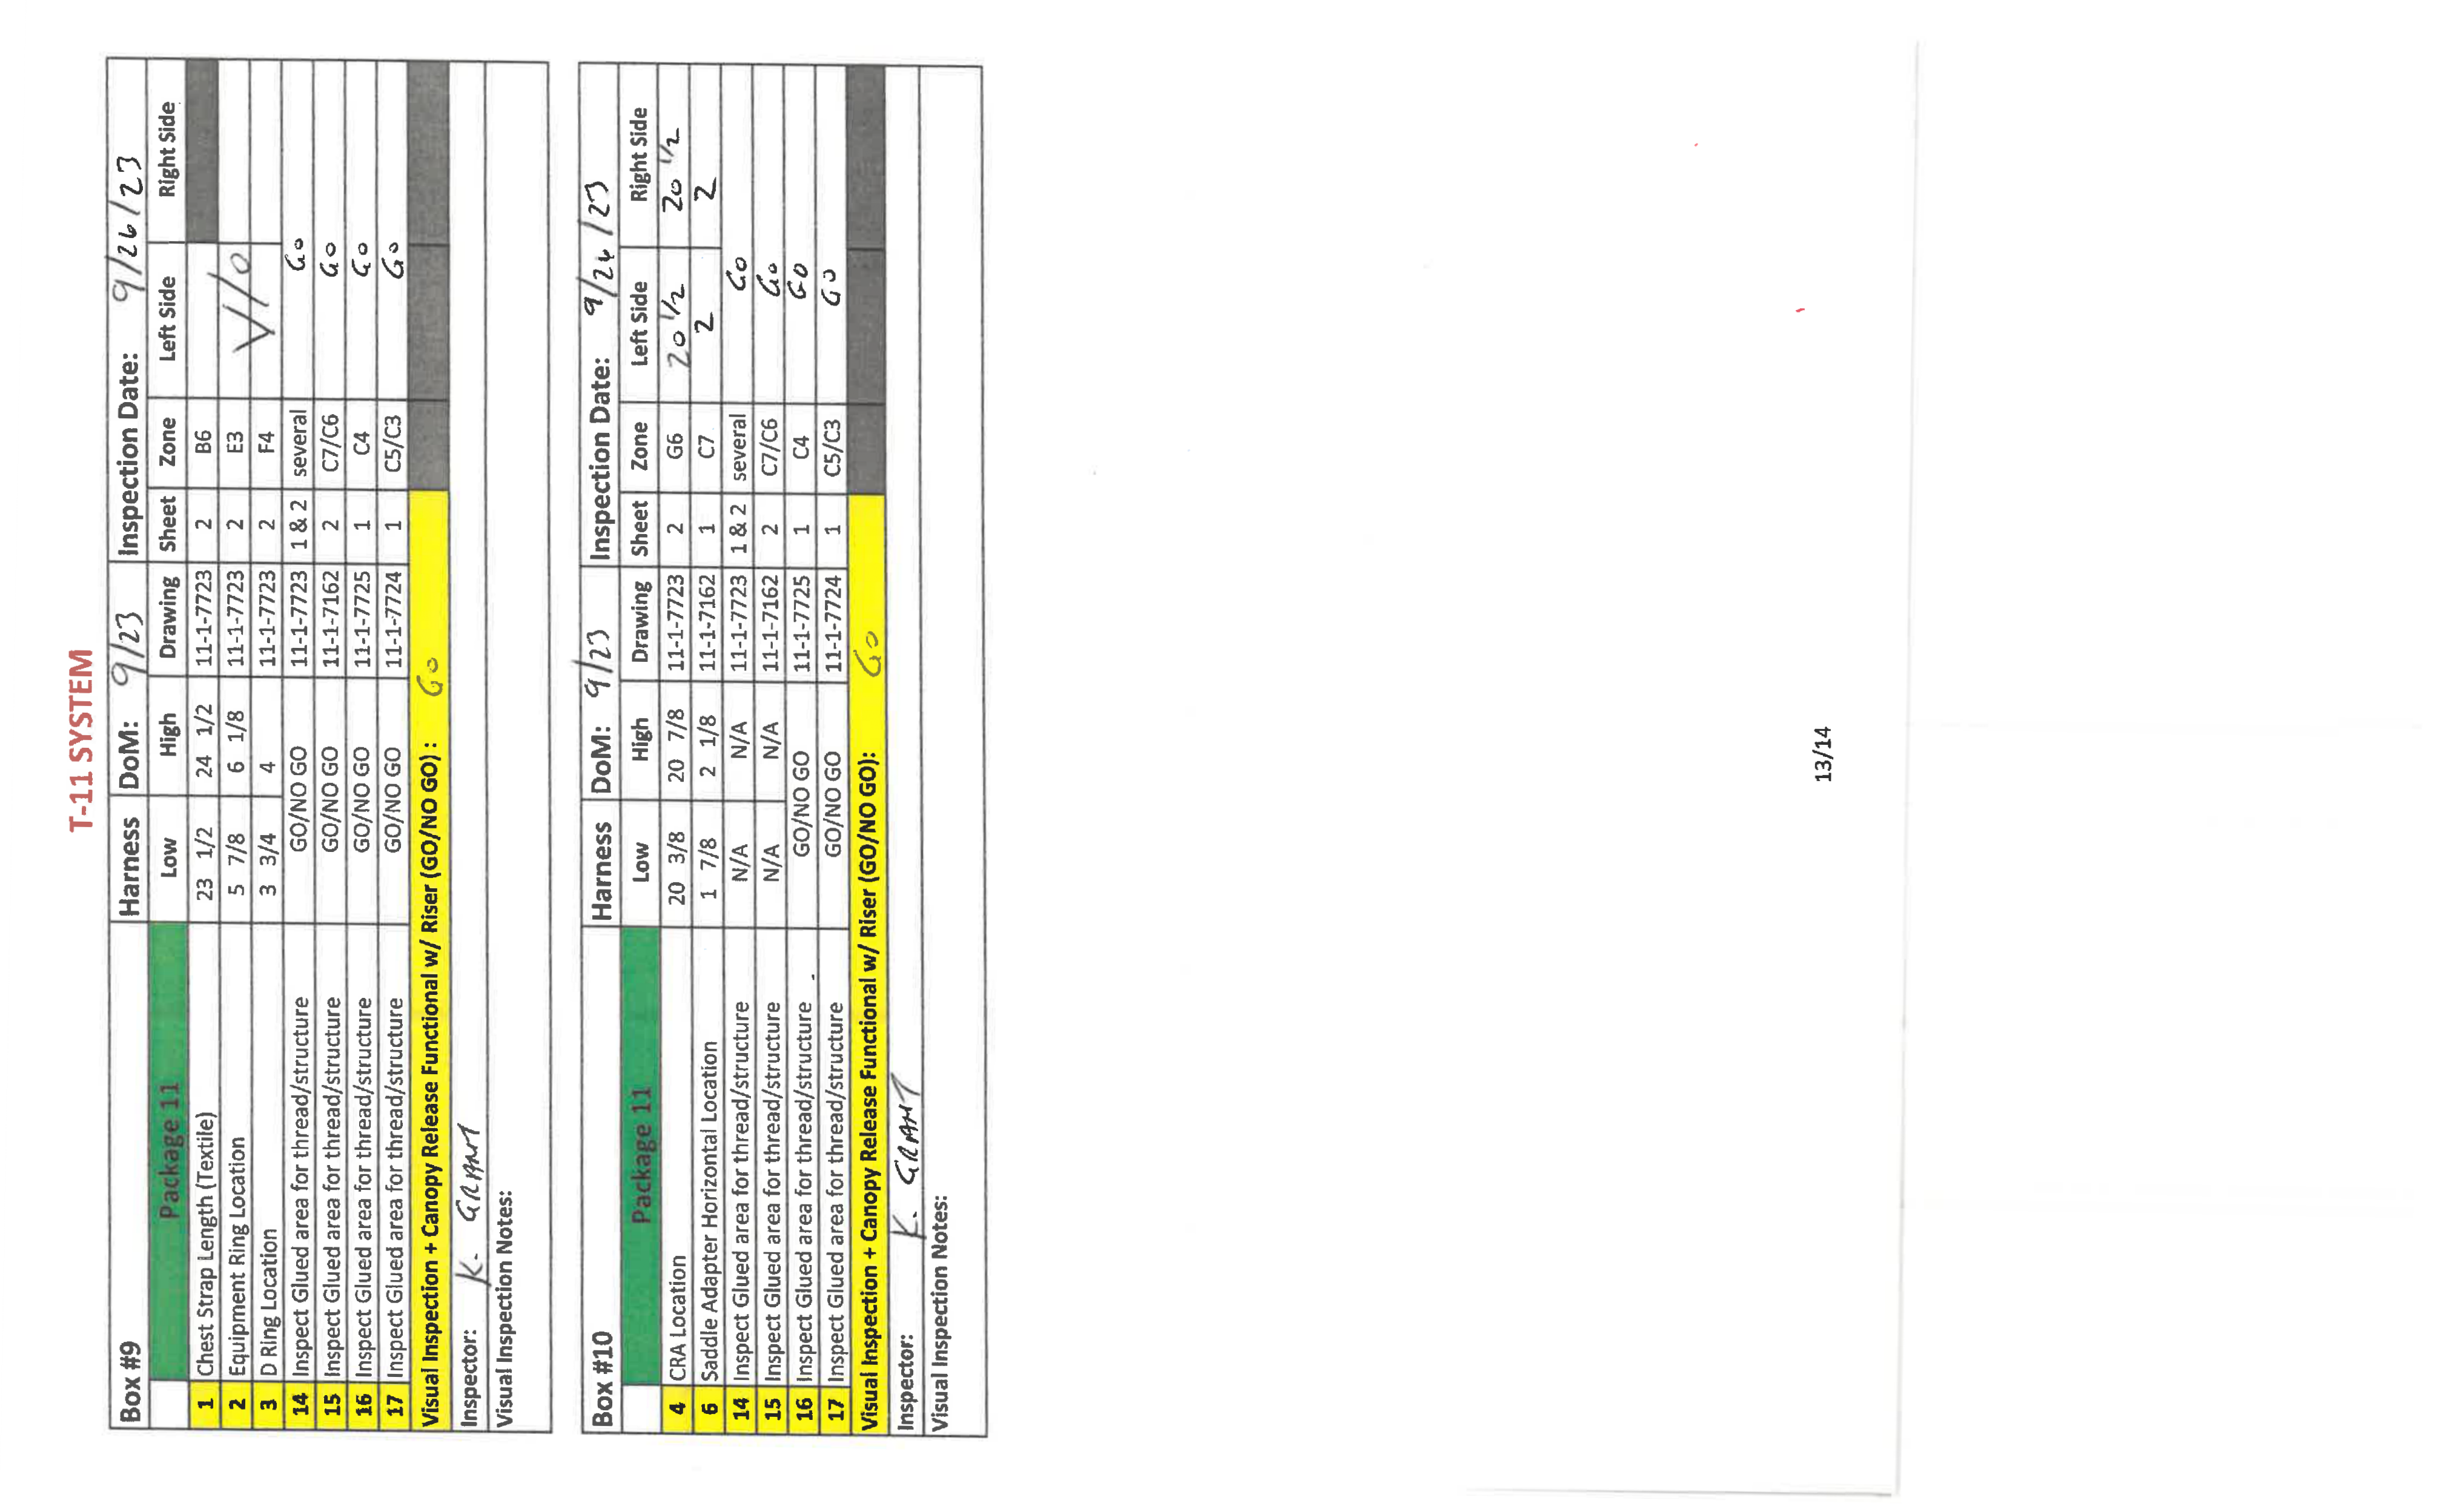 T-11 SYSTEM
Box #9 Harness DoM: 9/23 Inspection Date: 9/26/23
Package 11 Low High Drawing Sheet Zone Left Side Right Side
1 Chest Strap Length (Textile) 23 1/2 24 1/2 11-1-7723 2 B6
2 Equipment Ring Location 5 7/8 6 1/8 11-1-7723 2 E3 V/O
3 D Ring Location 3 3/4 4 11-1-7723 2 F4
14 Inspect Glued area for thread/structure GO/NO GO 11-1-7723 1 & 2 several Go
15 Inspect Glued area for thread/structure GO/NO GO 11-1-7162 2 C7/C6 Go
16 Inspect Glued area for thread/structure GO/NO GO 11-1-7725 1 C4 Go
17 Inspect Glued area for thread/structure GO/NO GO 11-1-7724 1 C5/C3 Go
Visual Inspection + Canopy Release Functional w/ Riser (GO/NO GO) : Go
Inspector: K. GRANT
Visual Inspection Notes:
Box #10 Harness DoM: 9/23 Inspection Date: 9/26/23
Package 11 Low High Drawing Sheet Zone Left Side Right Side
4 CRA Location 20 3/8 20 7/8 11-1-7723 2 G6 20 1/2 20 1/2
6 Saddle Adapter Horizontal Location 1 7/8 2 1/8 11-1-7162 1 C7 2 2
14 Inspect Glued area for thread/structure N/A N/A 11-1-7723 1 & 2 several Go
15 Inspect Glued area for thread/structure N/A N/A 11-1-7162 2 C7/C6 Go
16 Inspect Glued area for thread/structure GO/NO GO 11-1-7725 1 C4 GO
17 Inspect Glued area for thread/structure GO/NO GO 11-1-7724 1 C5/C3 Go
Visual Inspection + Canopy Release Functional w/ Riser (GO/NO GO): Go
Inspector: K. GRANT
Visual Inspection Notes:
13/14